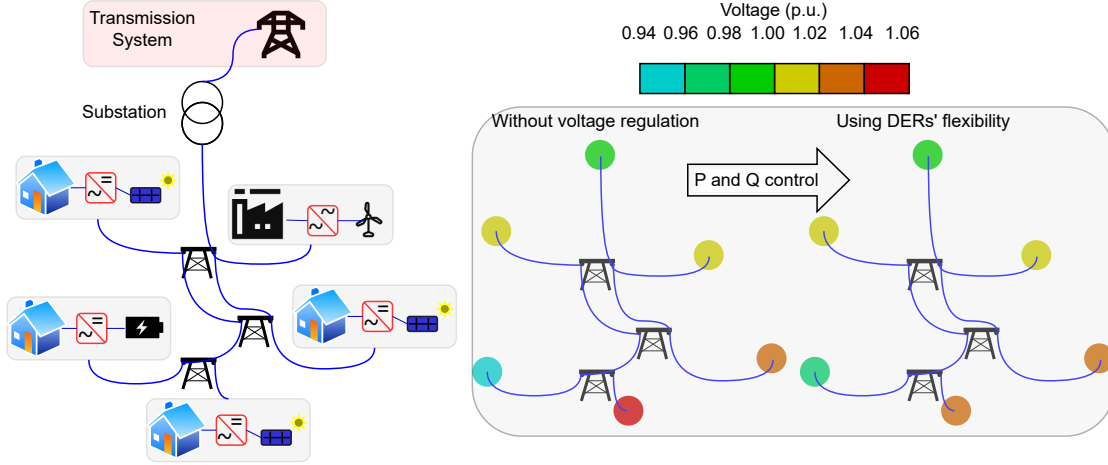 Transmission
System
Substation
Voltage (p.u.)
0.94 0.96 0.98 1.00 1.02 1.04 1.06
Without voltage regulation
Using DERs' flexibility
P and Q control